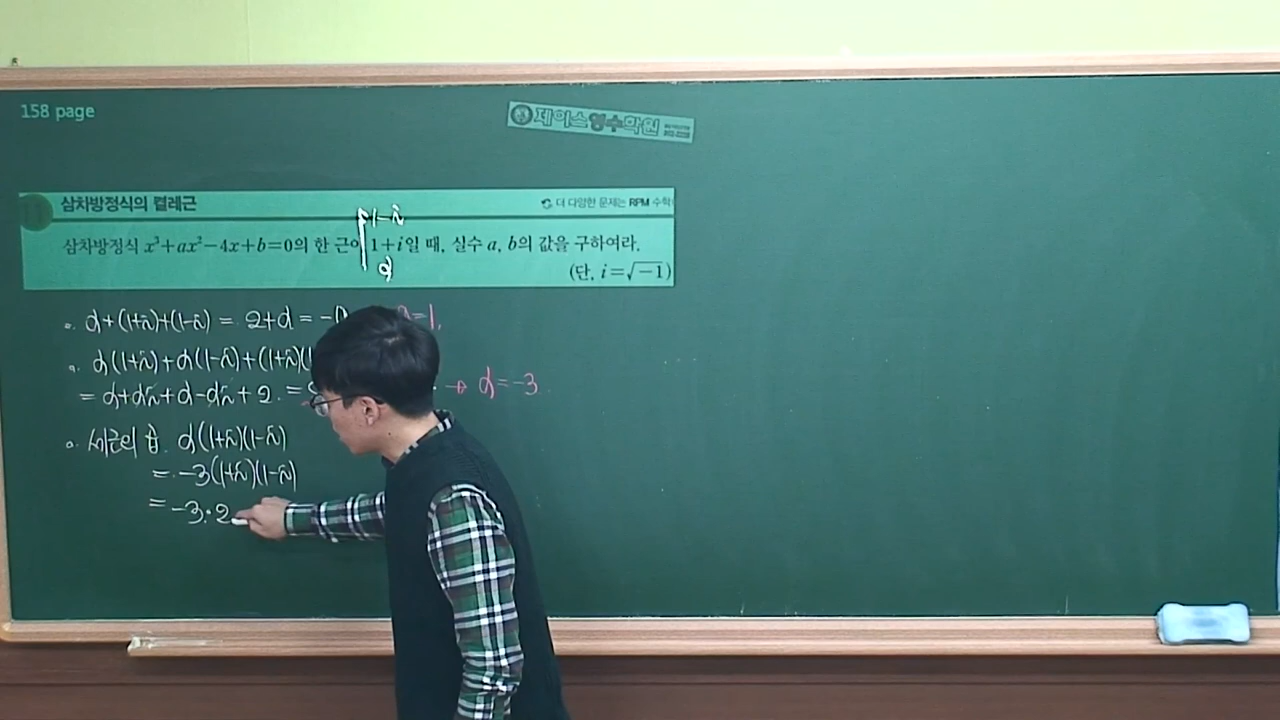 158 page
제이스영수학원
삼차방정식의 켤레근
더 다양한 문제는 RPM 수학
1-i
삼차방정식 x³+ax²-4x+b=0의 한 근이 1+i일 때, 실수 a, b의 값을 구하여라.
α
(단, i=√-1)
α+(1+i)+(1-i) = 2+α = -a a=1,
α(1+i)+α(1-i)+(1+i)(1
= α+αi+α-αi+2 = → α=-3
세근의 곱 α(1+i)(1-i)
= -3(1+i)(1-i)
= -3·2